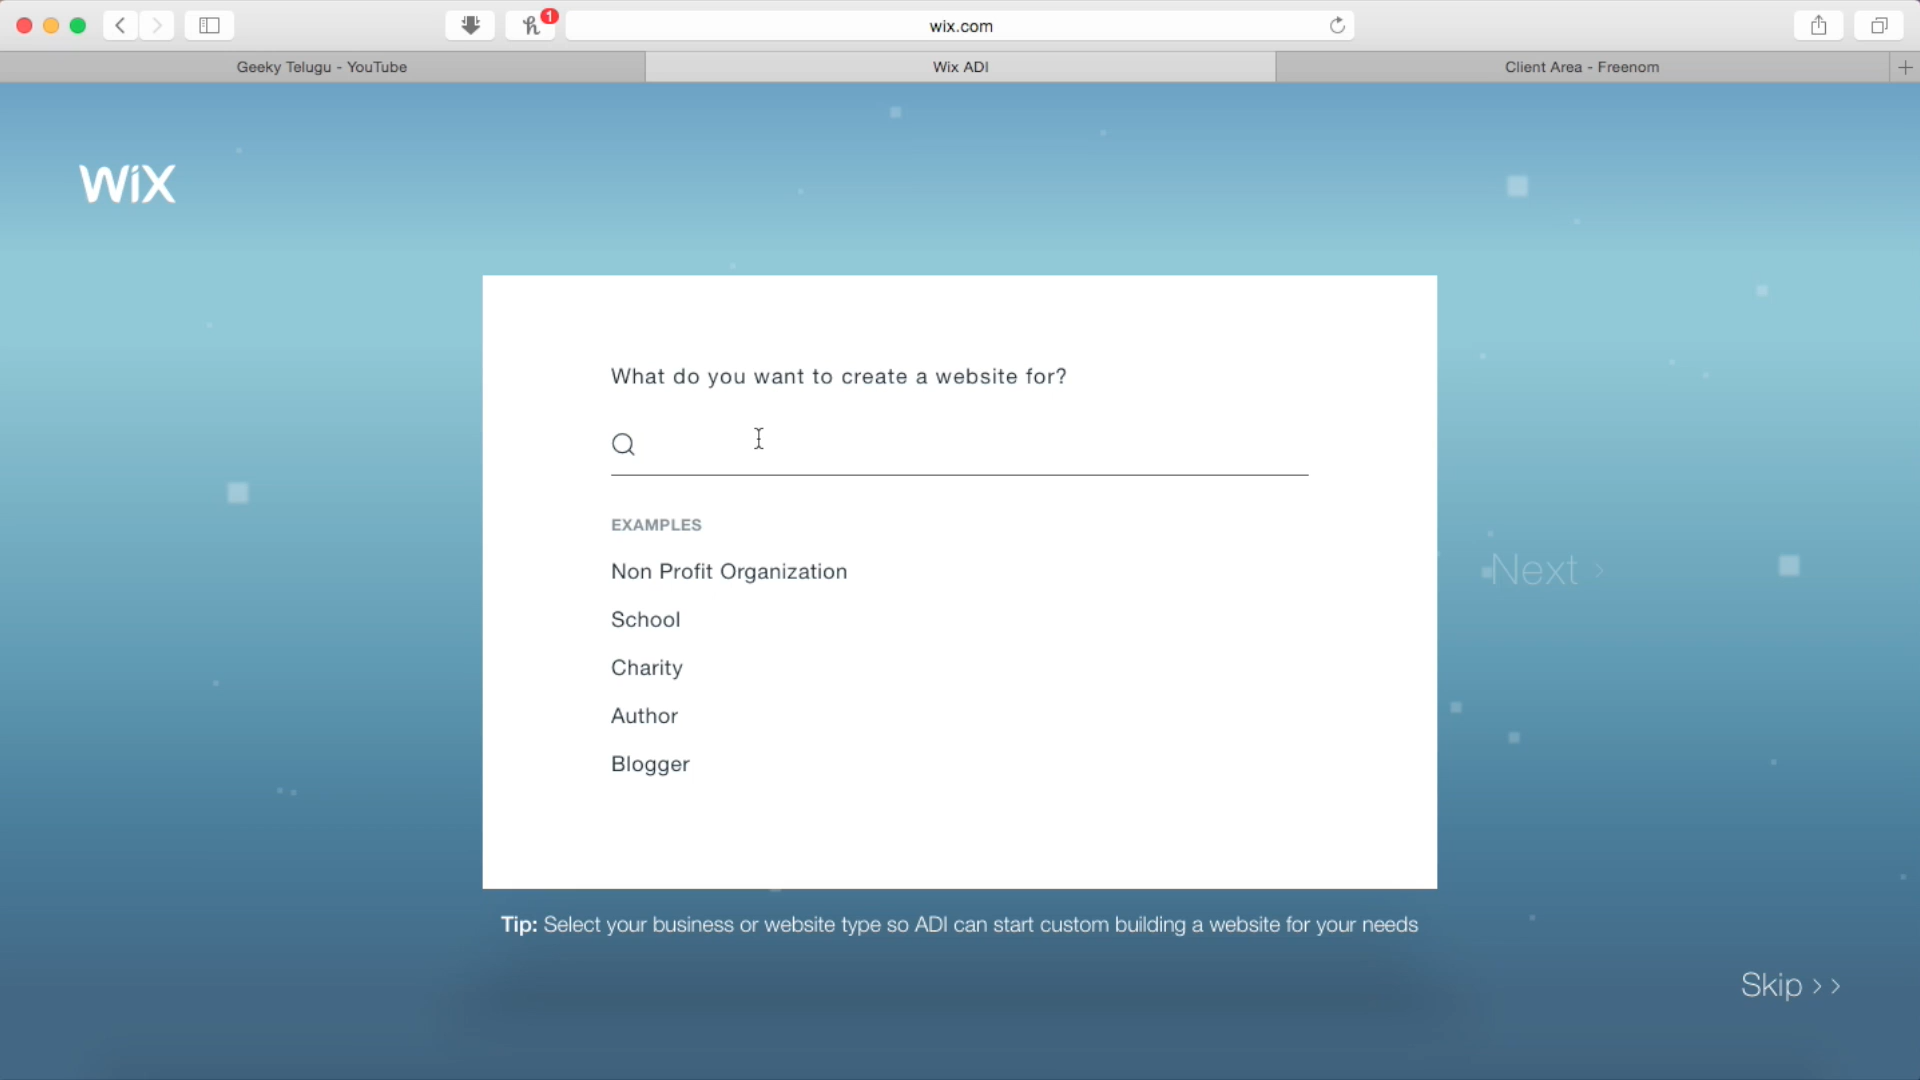 1
wix.com
Geeky Telugu - YouTube
Wix ADI
Client Area - Freenom
WiX
What do you want to create a website for?
EXAMPLES
Non Profit Organization
School
Charity
Author
Blogger
Next >
Tip: Select your business or website type so ADI can start custom building a website for your needs
Skip >>